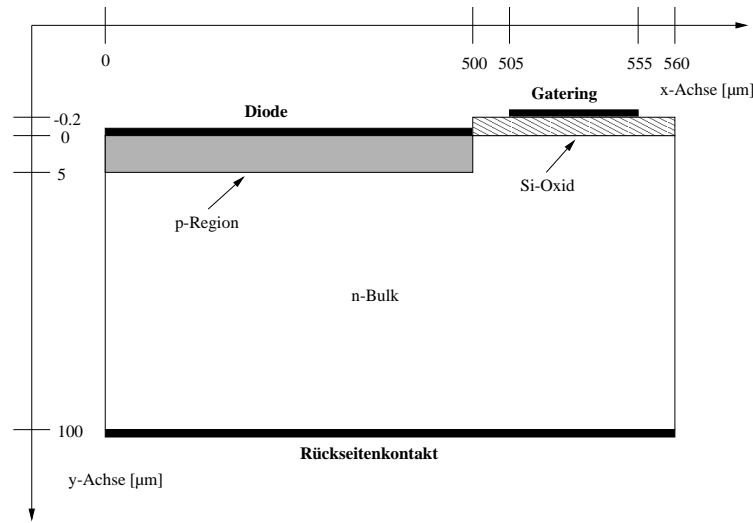 0 500 505 555 560
x-Achse [µm]
Gatering
Diode
-0.2
0
Si-Oxid
5
p-Region
n-Bulk
100
Rückseitenkontakt
y-Achse [µm]